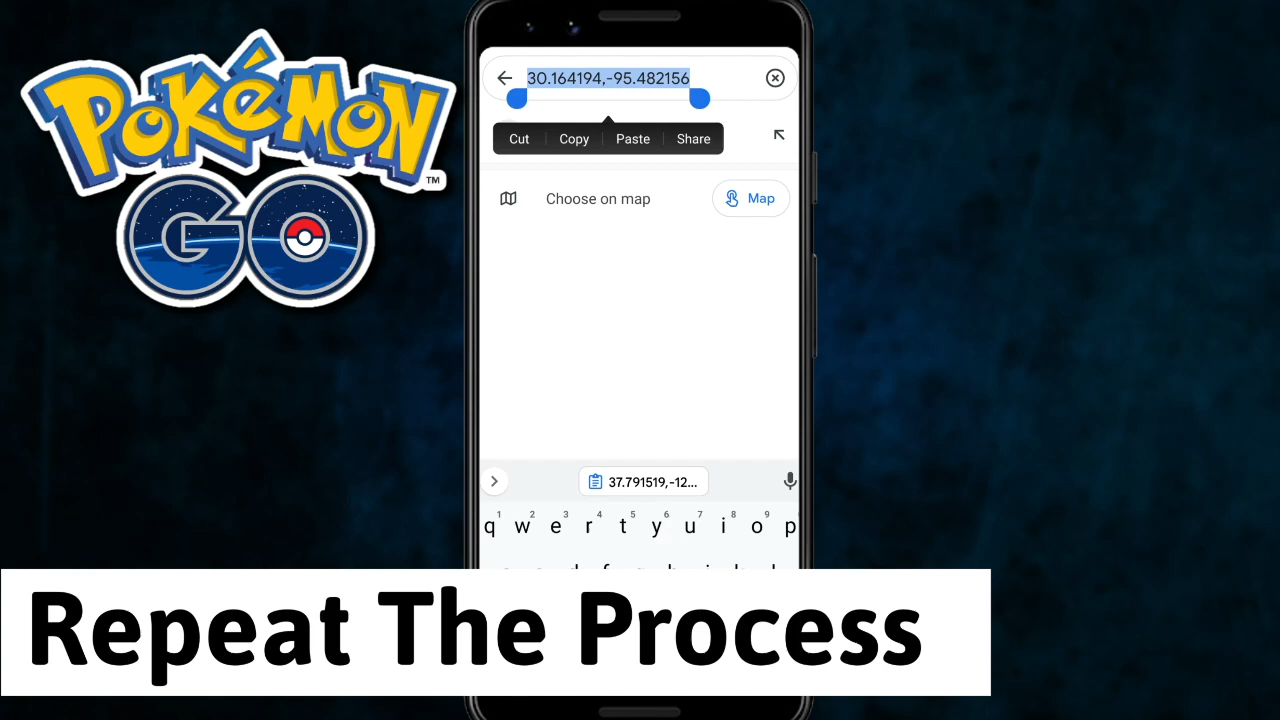 POKÉMON
GO
TM
30.164194,-95.482156
Cut Copy Paste Share
Choose on map Map
37.791519,-12...
1 2 3 4 5 6 7 8 9
q w e r t y u i o p
Repeat The Process